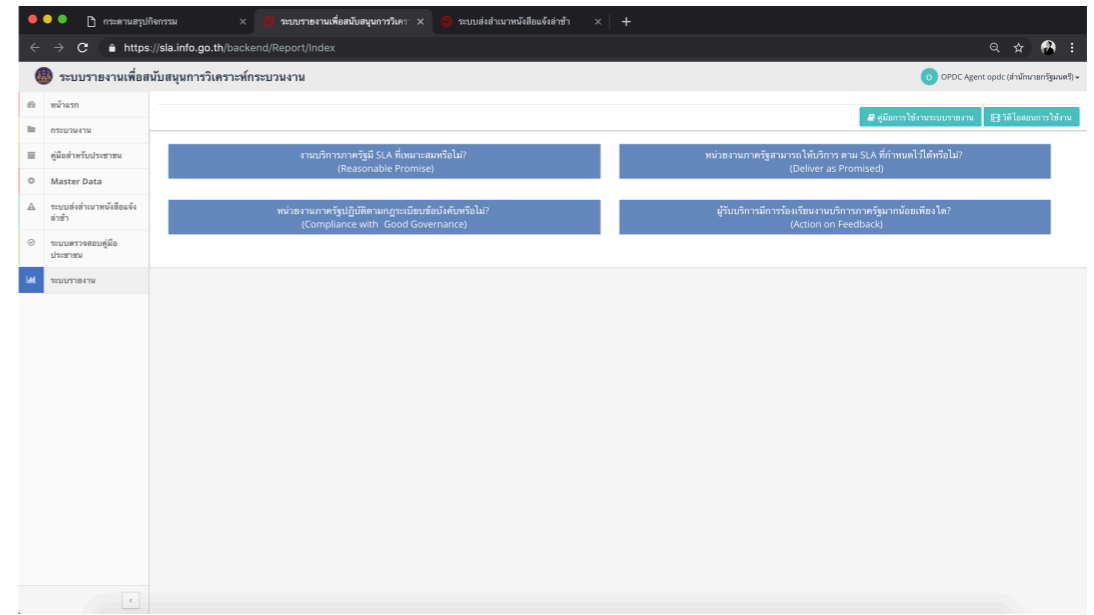 กระดานสรุปกิจกรรม
ระบบรายงานเพื่อสนับสนุนการวิเครา
ระบบส่งสำเนาหนังสือแจ้งล่าช้า
https://sla.info.go.th/backend/Report/Index
ระบบรายงานเพื่อสนับสนุนการวิเคราะห์กระบวนงาน
O OPDC Agent opdc (สำนักนายกรัฐมนตรี)
หน้าแรก
กระบวนงาน
คู่มือสำหรับประชาชน
Master Data
ระบบส่งสำเนาหนังสือแจ้ง
ล่าช้า
ระบบตรวจสอบคู่มือ
ประชาชน
ระบบรายงาน
คู่มือการใช้งานระบบรายงาน
วิดีโอสอนการใช้งาน
งานบริการภาครัฐมี SLA ที่เหมาะสมหรือไม่?
(Reasonable Promise)
หน่วยงานภาครัฐสามารถให้บริการ ตาม SLA ที่กำหนดไว้ได้หรือไม่?
(Deliver as Promised)
หน่วยงานภาครัฐปฏิบัติตามกฎระเบียบข้อบังคับหรือไม่?
(Compliance with Good Governance)
ผู้รับบริการมีการร้องเรียนงานบริการภาครัฐมากน้อยเพียงใด?
(Action on Feedback)